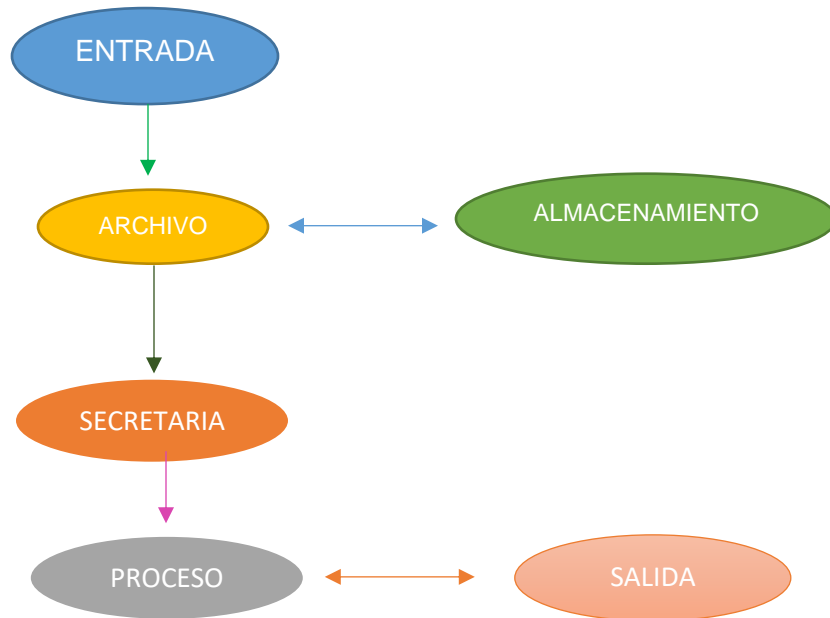 ENTRADA
ARCHIVO
ALMACENAMIENTO
SECRETARIA
PROCESO
SALIDA